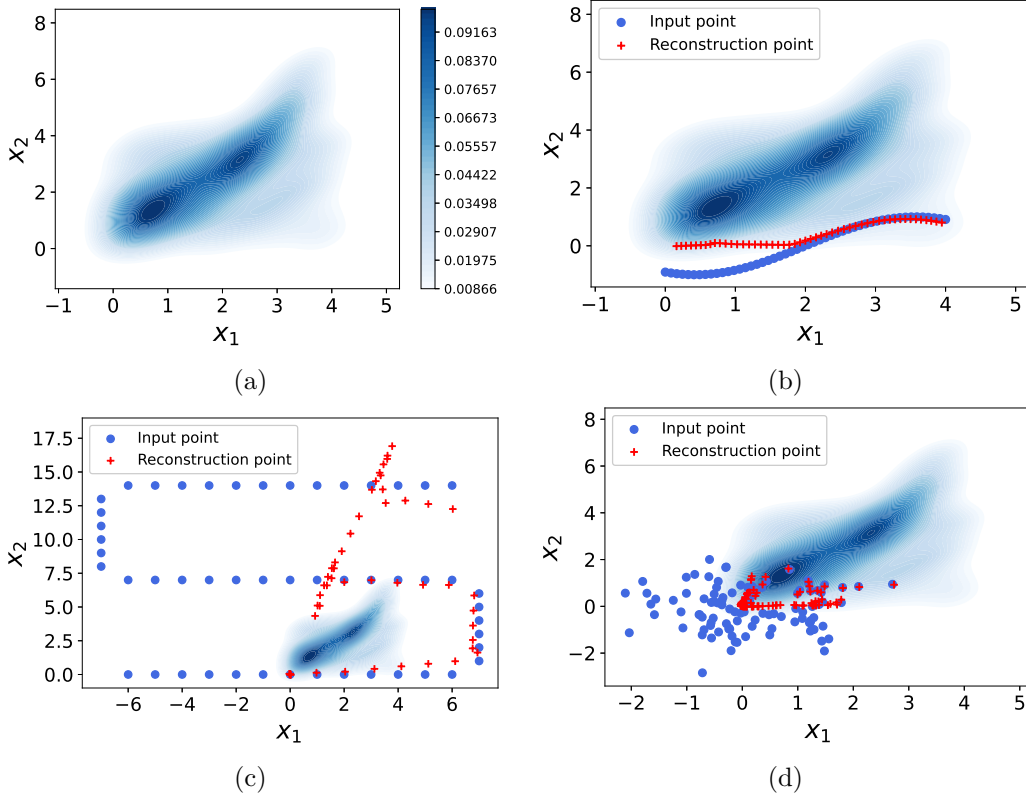 8
6
4
2
0
x2
−1 0 1 2 3 4 5
x1
0.09163
0.08370
0.07657
0.06673
0.05557
0.04422
0.03498
0.01907
0.00975
0.00866
(a)
Input point
Reconstruction point
8
6
4
2
0
x2
−1 0 1 2 3 4 5
x1
(b)
Input point
Reconstruction point
17.5
15.0
12.5
10.0
7.5
5.0
2.5
0.0
x2
−6 −4 −2 0 2 4 6
x1
(c)
Input point
Reconstruction point
8
6
4
2
0
−2
x2
−2 −1 0 1 2 3 4 5
x1
(d)